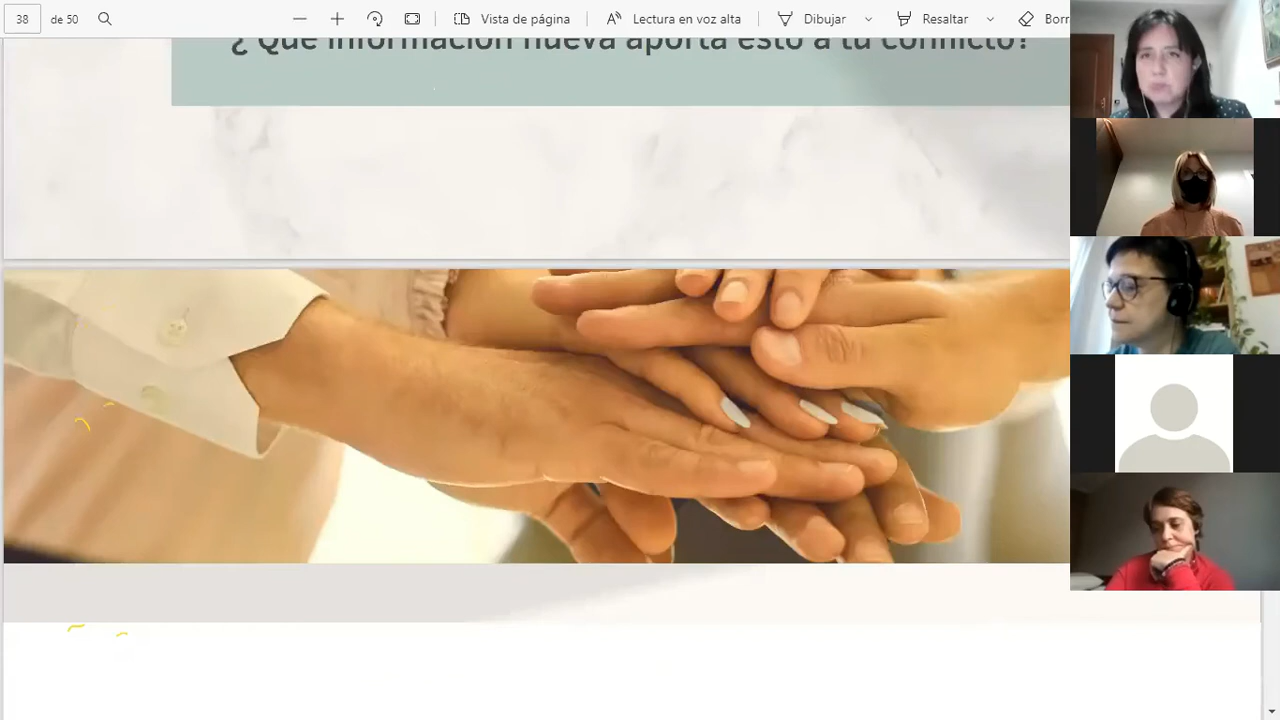 38 de 50 Vista de página Lectura en voz alta Dibujar Resaltar Borr
¿ Qué información nueva aporta esto a tu conflicto?